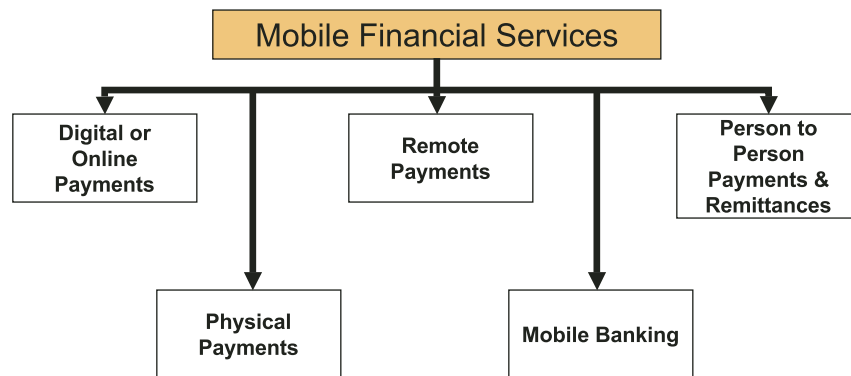 Mobile Financial Services
Digital or
Online
Payments
Remote
Payments
Person to
Person
Payments &
Remittances
Physical
Payments
Mobile Banking